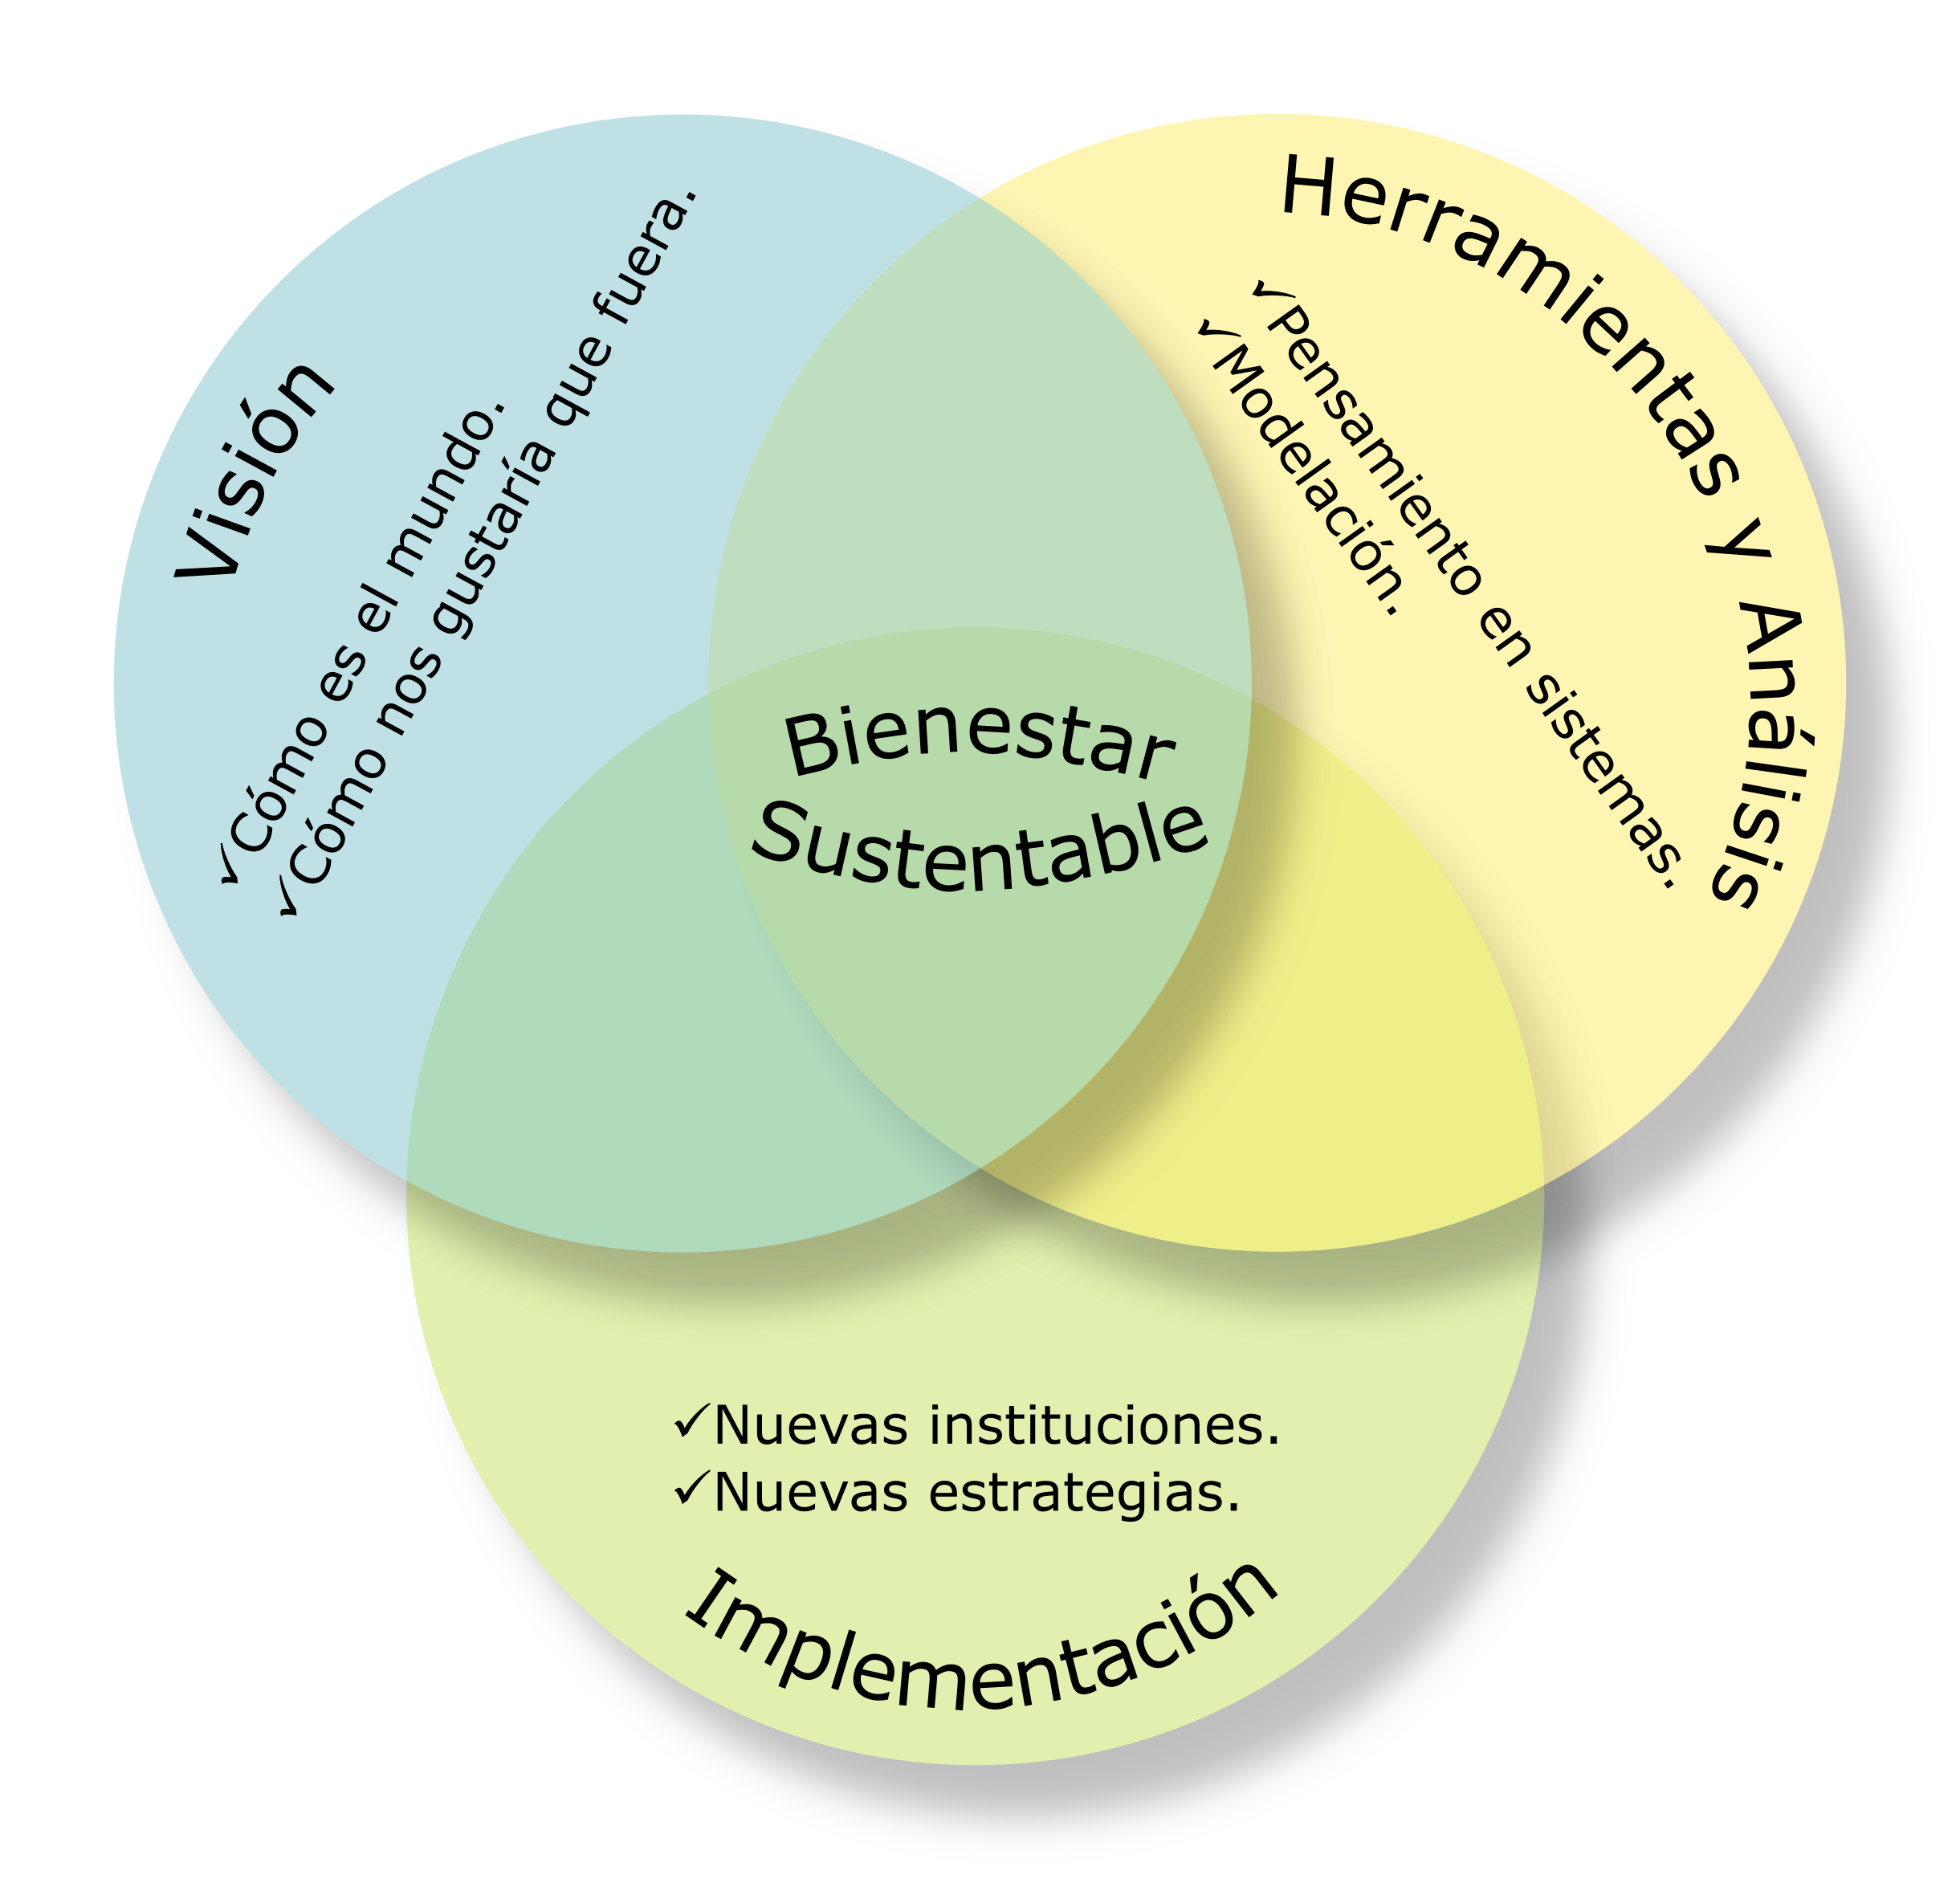 Visión
✓Cómo es el mundo.
✓Cómo nos gustaría que fuera.
Herramientas y Análisis
✓Pensamiento en sistemas.
✓Modelación.
Bienestar
Sustentable
✓Nuevas instituciones.
✓Nuevas estrategias.
Implementación